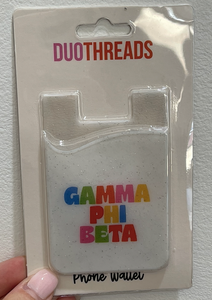 DUOTHREADS
GAMMA
PHI
BETA
Phone Wallet